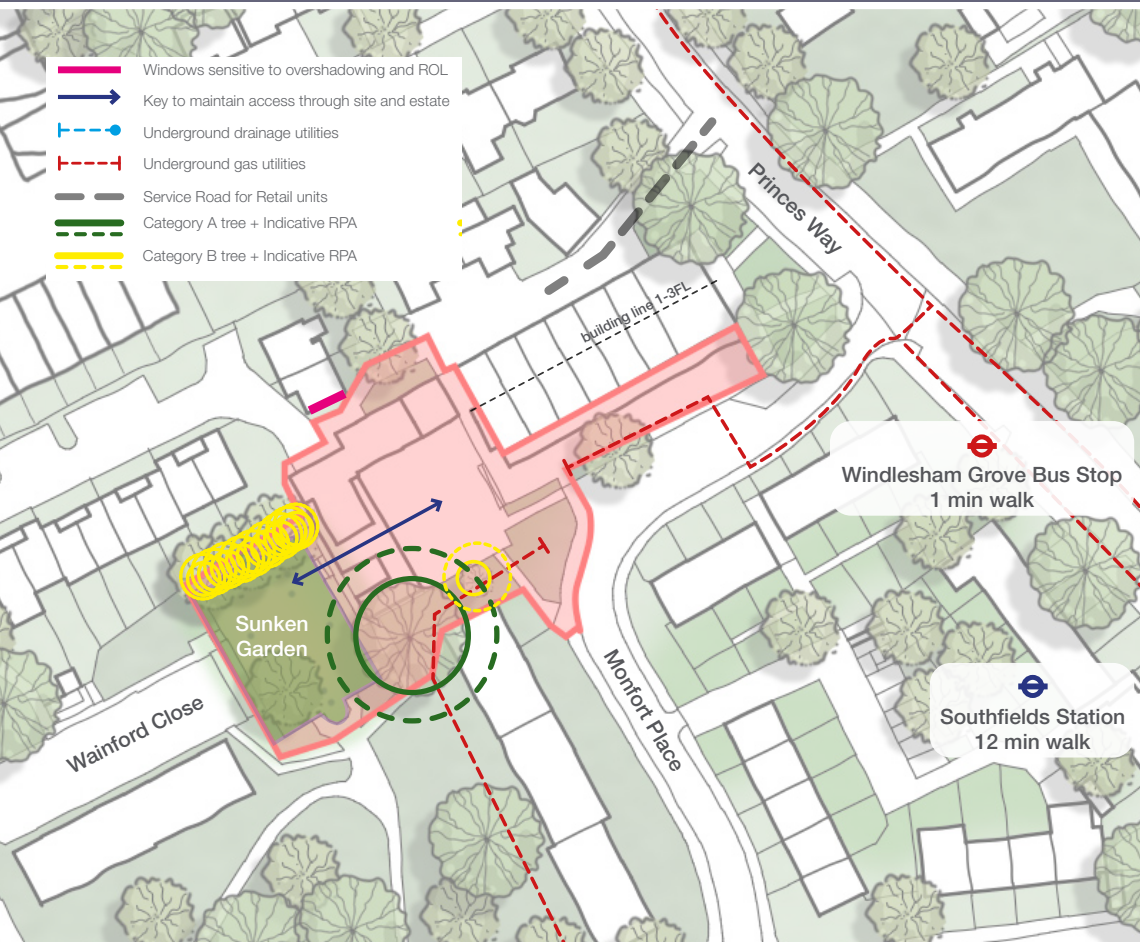 Windows sensitive to overshadowing and ROL
Key to maintain access through site and estate
Underground drainage utilities
Underground gas utilities
Service Road for Retail units
Category A tree + Indicative RPA
Category B tree + Indicative RPA
Princes Way
building line 1-3FL
Windlesham Grove Bus Stop
1 min walk
Sunken
Garden
Monfort Place
Wainford Close
Southfields Station
12 min walk